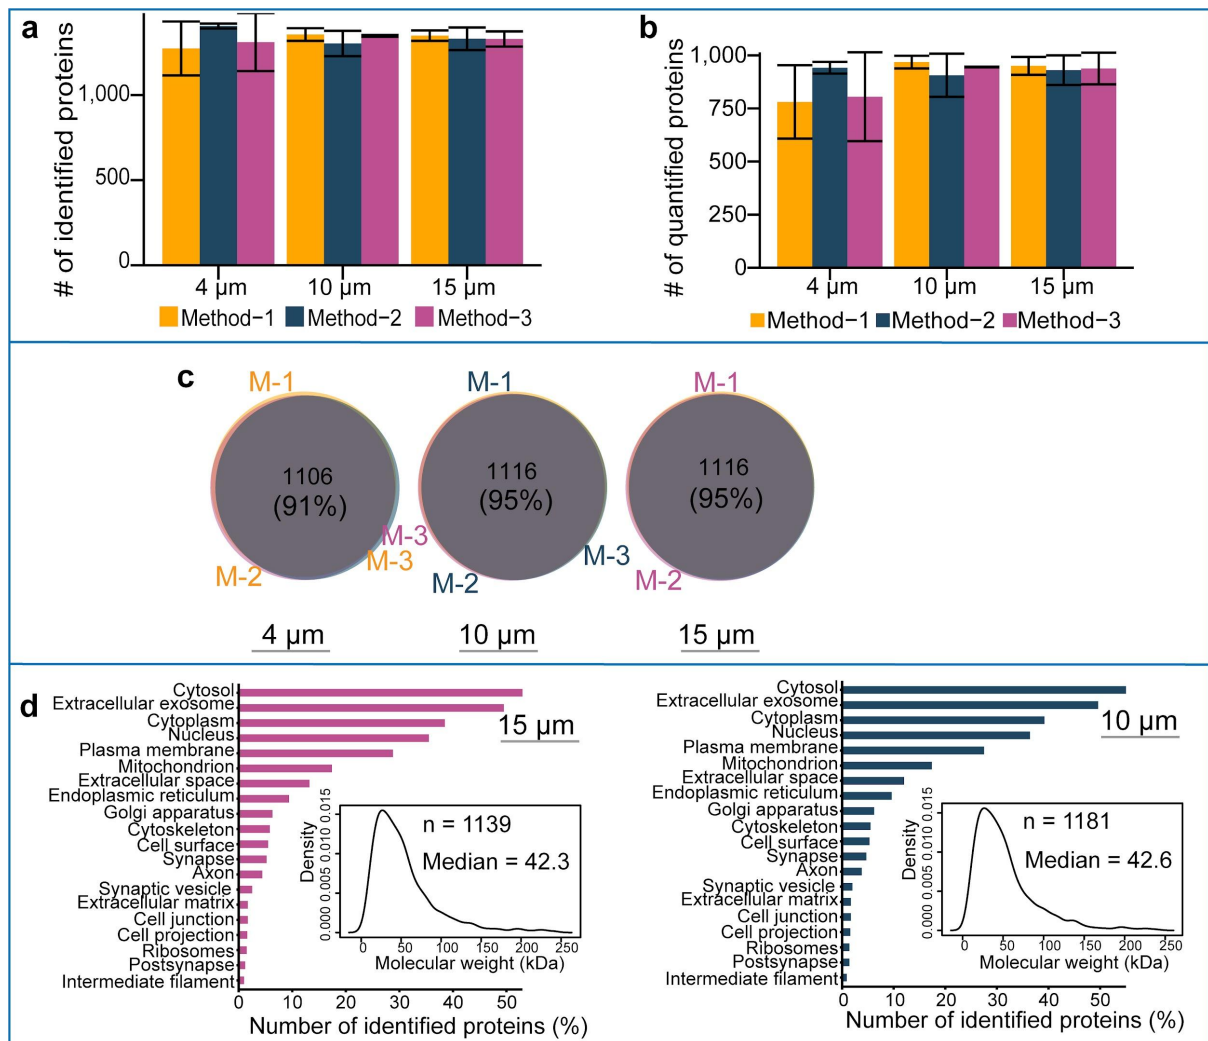 a
# of identified proteins
1,000
500
0
4 µm 10 µm 15 µm
Method−1 Method−2 Method−3
b
# of quantified proteins
1,000
750
500
250
0
4 µm 10 µm 15 µm
Method−1 Method−2 Method−3
c
M-1 M-1 M-1
1106 1116 1116
(91%) (95%) (95%)
M-3 M-3
M-3
M-2 M-2 M-2
4 µm 10 µm 15 µm
d
Cytosol
Extracellular exosome
Cytoplasm
Nucleus
Plasma membrane
Mitochondrion
Extracellular space
Endoplasmic reticulum
Golgi apparatus
Cytoskeleton
Cell surface
Synapse
Axon
Synaptic vesicle
Extracellular matrix
Cell junction
Cell projection
Ribosomes
Postsynapse
Intermediate filament
0 10 20 30 40 50
Number of identified proteins (%)
15 µm
Density
0.000 0.005 0.010 0.015
n = 1139
Median = 42.3
0 50 100 150 200 250
Molecular weight (kDa)
Cytosol
Extracellular exosome
Cytoplasm
Nucleus
Plasma membrane
Mitochondrion
Extracellular space
Endoplasmic reticulum
Golgi apparatus
Cytoskeleton
Cell surface
Synapse
Axon
Synaptic vesicle
Extracellular matrix
Cell junction
Cell projection
Ribosomes
Postsynapse
Intermediate filament
0 10 20 30 40 50
Number of identified proteins (%)
10 µm
Density
0.000 0.005 0.010 0.015
n = 1181
Median = 42.6
0 50 100 150 200 250
Molecular weight (kDa)